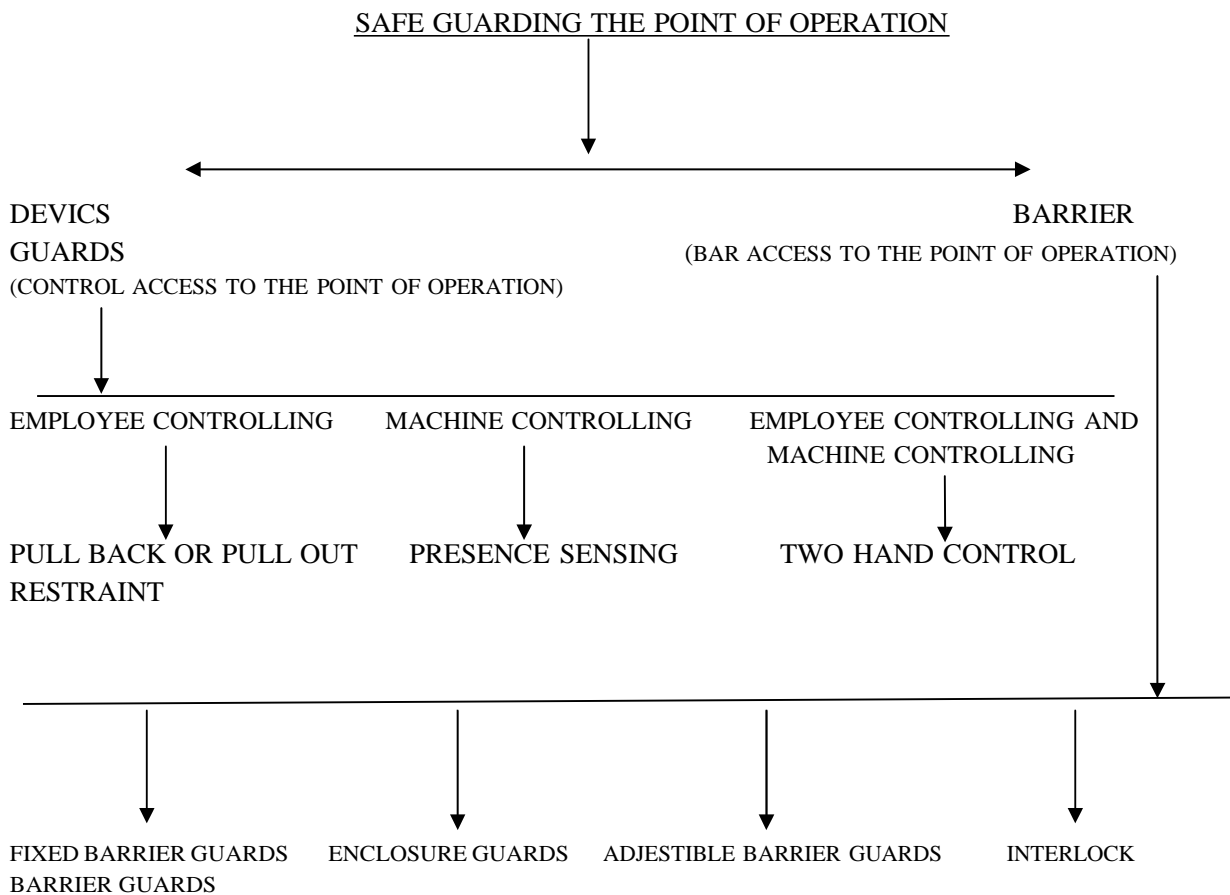 SAFE GUARDING THE POINT OF OPERATION
DEVICS BARRIER
GUARDS (BAR ACCESS TO THE POINT OF OPERATION)
(CONTROL ACCESS TO THE POINT OF OPERATION)
EMPLOYEE CONTROLLING MACHINE CONTROLLING EMPLOYEE CONTROLLING AND
MACHINE CONTROLLING
PULL BACK OR PULL OUT PRESENCE SENSING TWO HAND CONTROL
RESTRAINT
FIXED BARRIER GUARDS ENCLOSURE GUARDS ADJESTIBLE BARRIER GUARDS INTERLOCK
BARRIER GUARDS